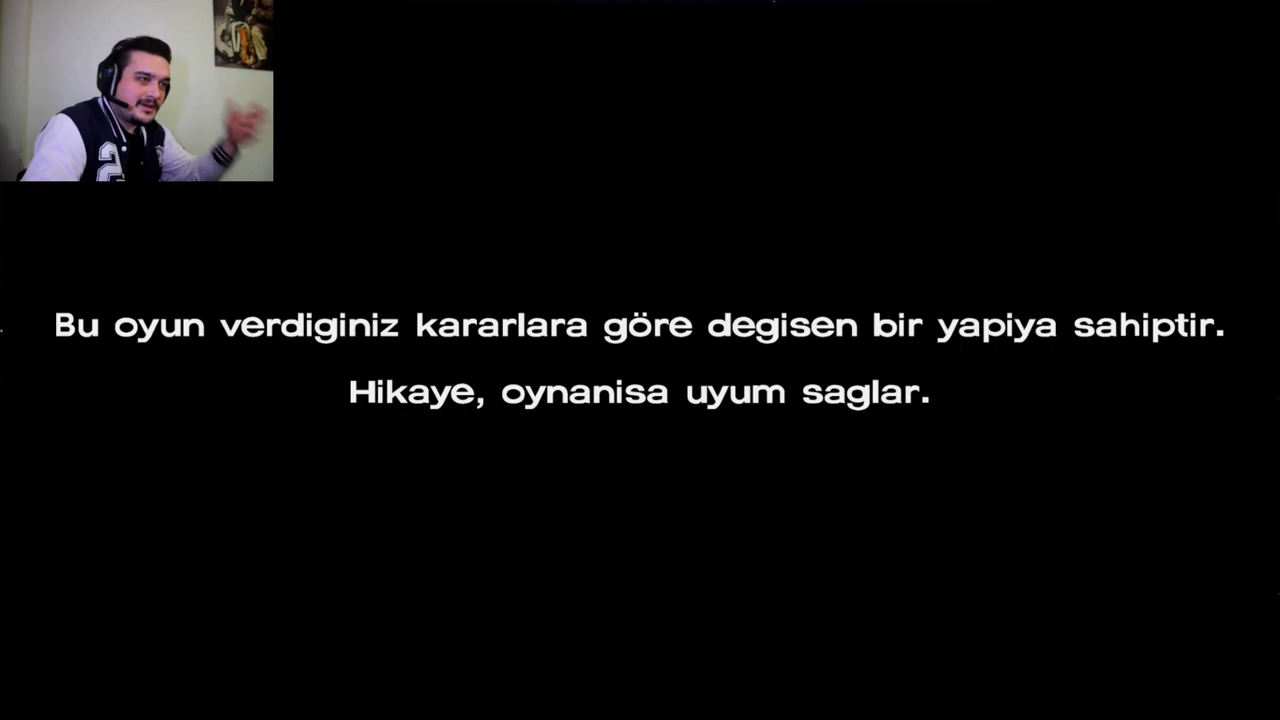 Bu oyun verdiginiz kararlara göre degisen bir yapiya sahiptir.
Hikaye, oynanisa uyum saglar.